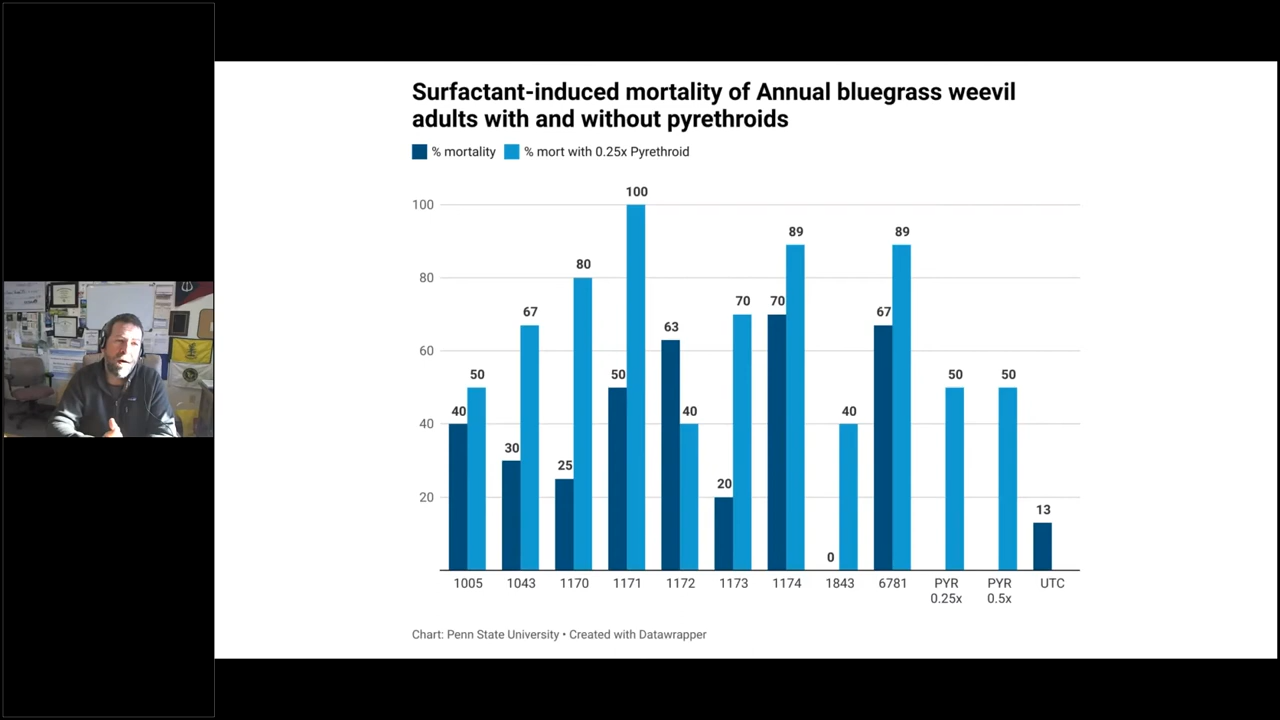 Surfactant-induced mortality of Annual bluegrass weevil
adults with and without pyrethroids
% mortality % mort with 0.25x Pyrethroid
100
80
60
40
20
40 50
30 67
25 80
50 100
63 40
20 70
70 89
0 40
67 89
50
50
13
1005 1043 1170 1171 1172 1173 1174 1843 6781 PYR PYR UTC
0.25x 0.5x
Chart: Penn State University • Created with Datawrapper